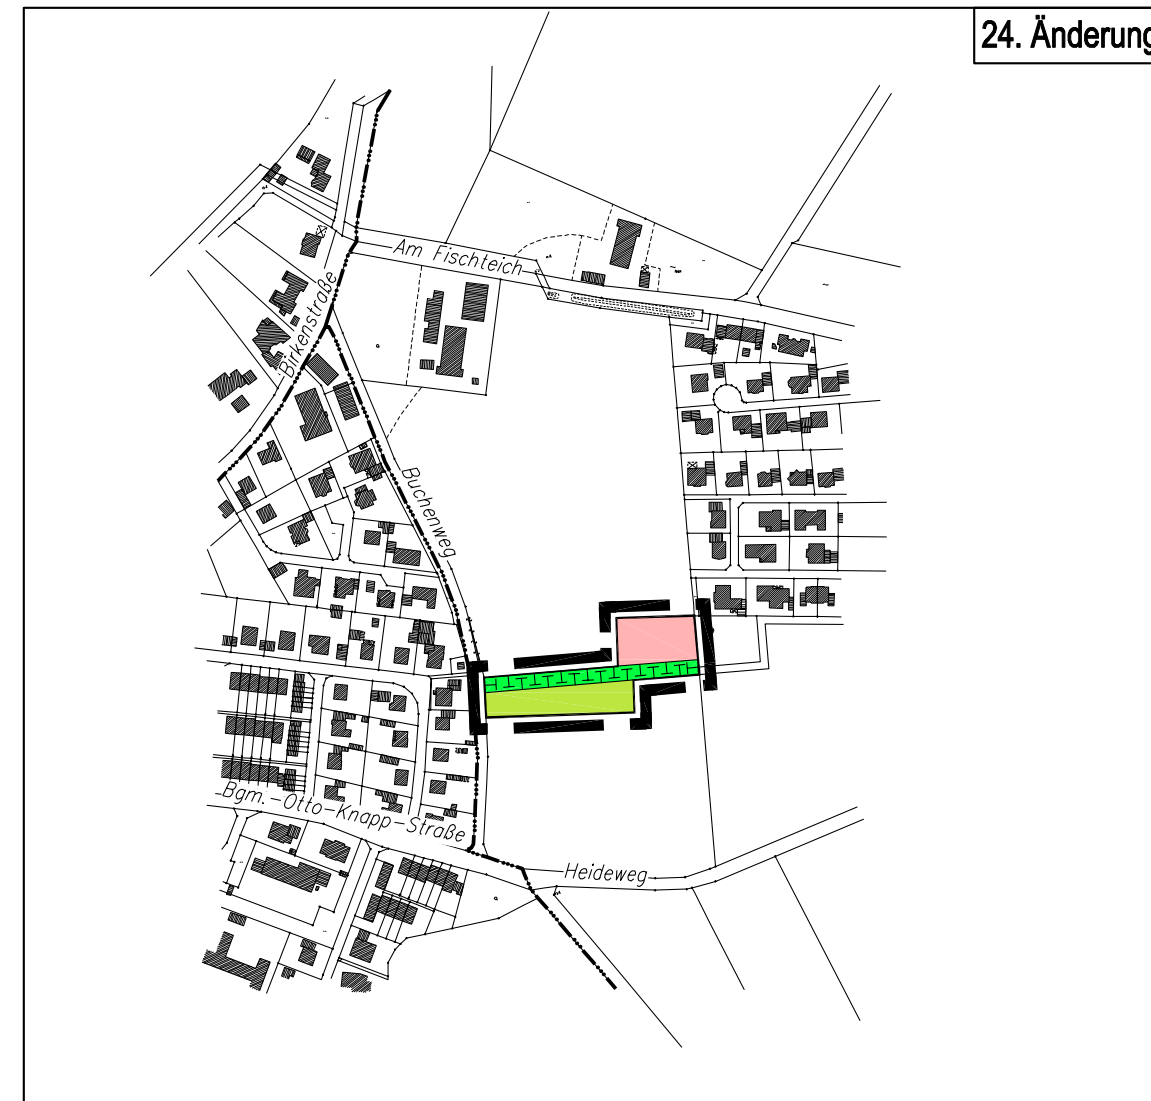 24. Änderung
Am Fischteich
Birkenstraße
Buchenweg
Bgm.-Otto-Knapp-Straße
Heideweg